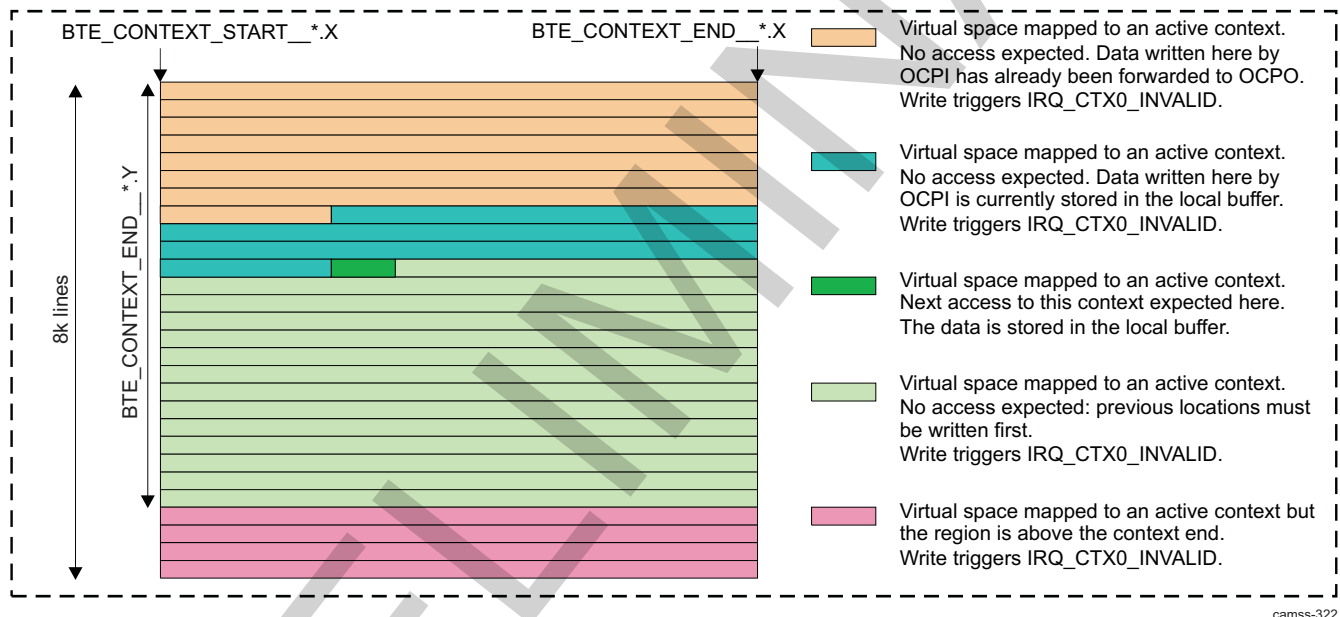 BTE_CONTEXT_START__*.X
BTE_CONTEXT_END__*.X
8k lines
BTE_CONTEXT_END__*.Y
Virtual space mapped to an active context.
No access expected. Data written here by
OCPI has already been forwarded to OCPO.
Write triggers IRQ_CTX0_INVALID.
Virtual space mapped to an active context.
No access expected. Data written here by
OCPI is currently stored in the local buffer.
Write triggers IRQ_CTX0_INVALID.
Virtual space mapped to an active context.
Next access to this context expected here.
The data is stored in the local buffer.
Virtual space mapped to an active context.
No access expected: previous locations must
be written first.
Write triggers IRQ_CTX0_INVALID.
Virtual space mapped to an active context but
the region is above the context end.
Write triggers IRQ_CTX0_INVALID.
camss-322